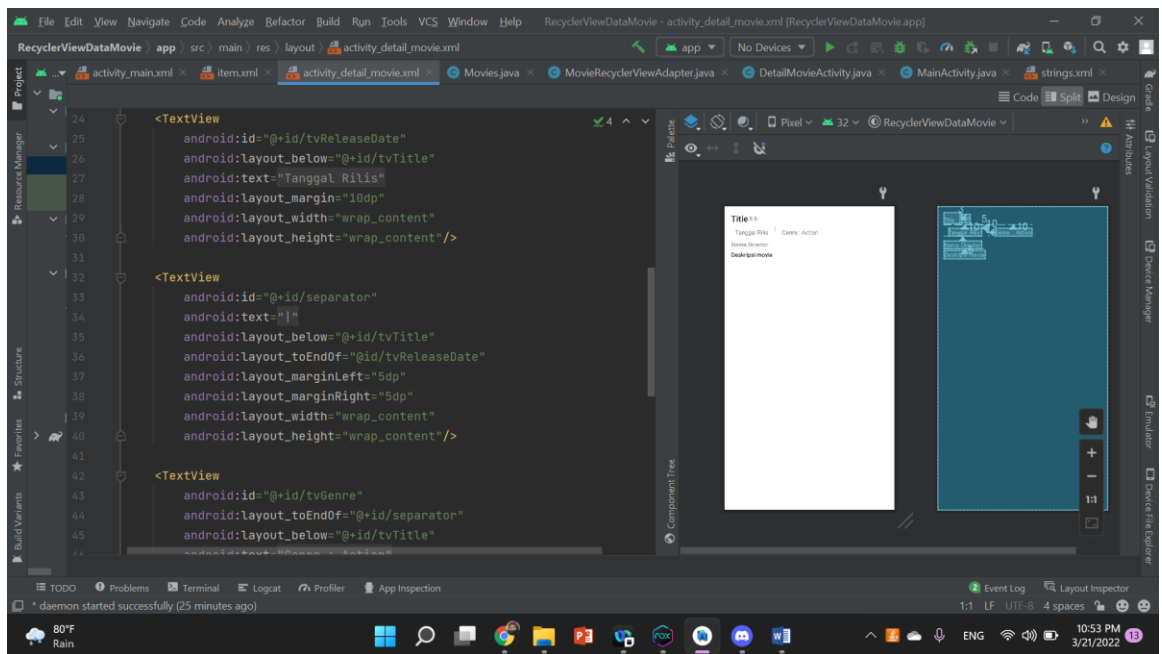 File Edit View Navigate Code Analyze Refactor Build Run Tools VCS Window Help RecyclerViewDataMovie - activity_detail_movie.xml [RecyclerViewDataMovie.app]
RecyclerViewDataMovie app src main res layout activity_detail_movie.xml app No Devices
activity_main.xml item.xml activity_detail_movie.xml Movies.java MovieRecyclerViewAdapter.java DetailMovieActivity.java MainActivity.java strings.xml
Code Split Design
Project
Resource Manager
Structure
Favorites
Build Variants
24 <TextView
25 android:id="@+id/tvReleaseDate"
26 android:layout_below="@+id/tvTitle"
27 android:text="Tanggal Rilis"
28 android:layout_margin="10dp"
29 android:layout_width="wrap_content"
30 android:layout_height="wrap_content"/>
31
32 <TextView
33 android:id="@+id/separator"
34 android:text="|"
35 android:layout_below="@+id/tvTitle"
36 android:layout_toEndOf="@id/tvReleaseDate"
37 android:layout_marginLeft="5dp"
38 android:layout_marginRight="5dp"
39 android:layout_width="wrap_content"
40 android:layout_height="wrap_content"/>
41
42 <TextView
43 android:id="@+id/tvGenre"
44 android:layout_toEndOf="@+id/separator"
45 android:layout_below="@+id/tvTitle"
android:text="Genre : Action"
4
Palette
Component Tree
Pixel 32 RecyclerViewDataMovie
Title
Tanggal Rilis | Genre : Action
Nama Director
Deskripsi movie
1:1
Attributes
Gradle
Layout Validation
Device Manager
Emulator
Device File Explorer
TODO Problems Terminal Logcat Profiler App Inspection 2 Event Log Layout Inspector
* daemon started successfully (25 minutes ago) 1:1 LF UTF-8 4 spaces
80°F
Rain
ENG
10:53 PM
3/21/2022
13